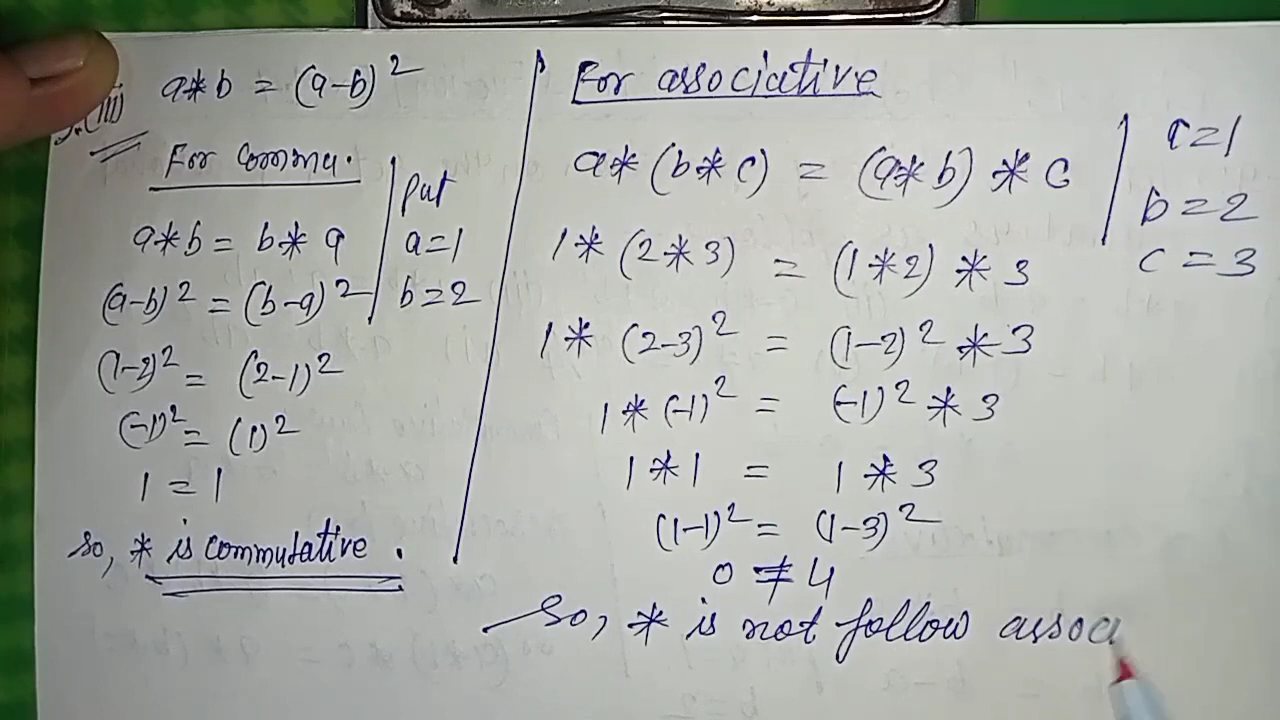 (iii) a*b = (a-b)²
For Commu.
Put
a*b = b*a
a=1
(a-b)² = (b-a)²
b=2
(1-2)² = (2-1)²
(-1)² = (1)²
1 = 1
So, * is commutative.
For associative
a*(b*c) = (a*b)*c
1*(2*3) = (1*2)*3
1*(2-3)² = (1-2)²*3
1*(-1)² = (-1)²*3
1*1 = 1*3
(1-1)² = (1-3)²
0 ≠ 4
So, * is not follow assoc
b=2
c=3